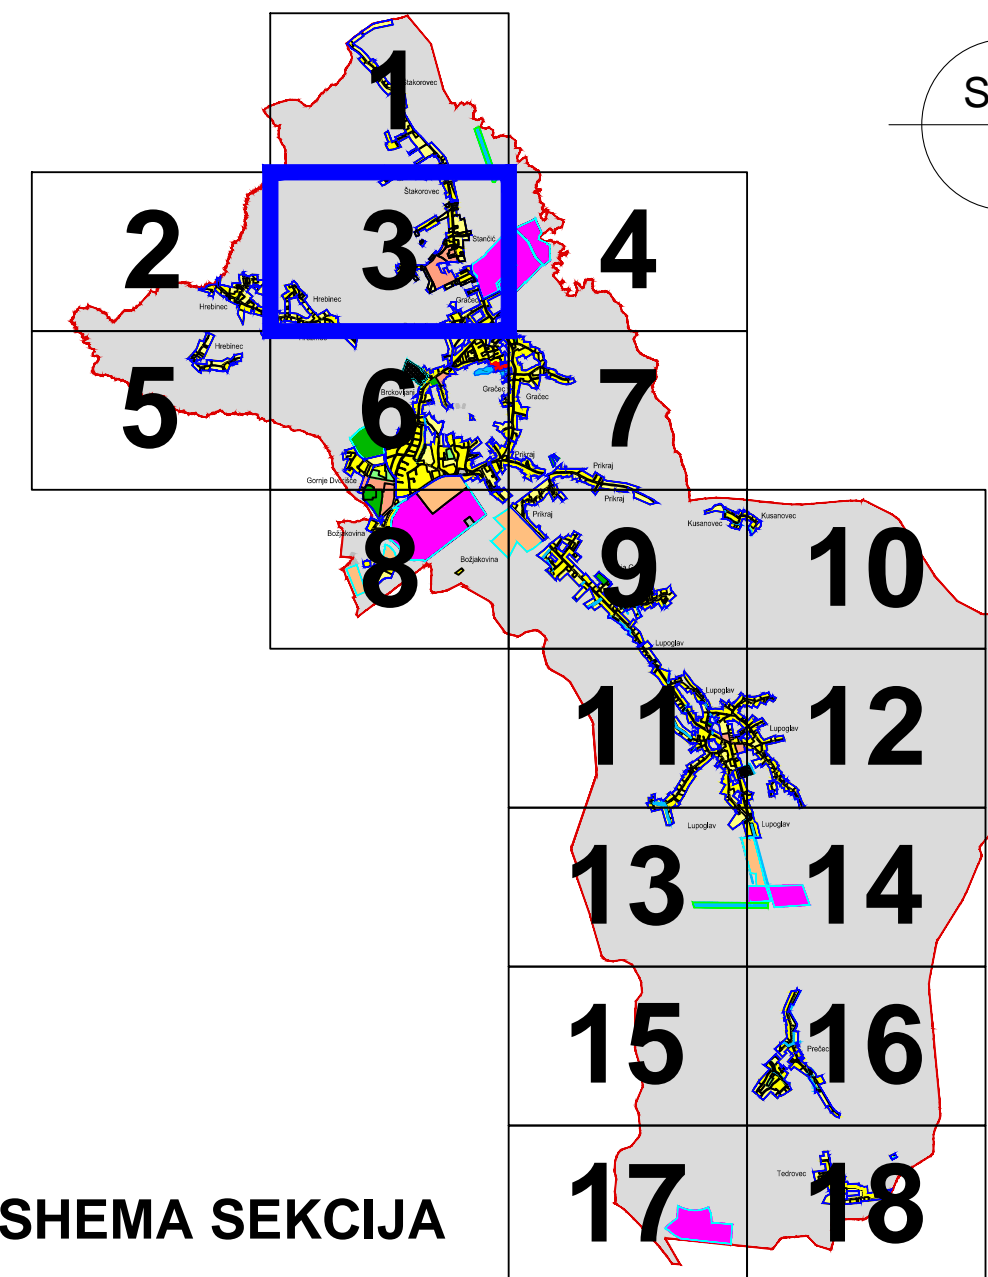 1
Štakorovec
S
Štakorovec
2
3
4
Stančić
Hrebinec
Hrebinec
Gračec
Hrebinec
5
6
7
Brckovljani
Gračec
Gračec
Prikraj
Prikraj
Gornje Dvorišće
Prikraj
Prikraj
Božjakovina
Kusanovec
Kusanovec
8
Božjakovina
9
10
Lupoglav
11
Lupoglav
12
Lupoglav
Lupoglav
Lupoglav
13
14
15
Prečec
16
Tedrovec
17
18
SHEMA SEKCIJA